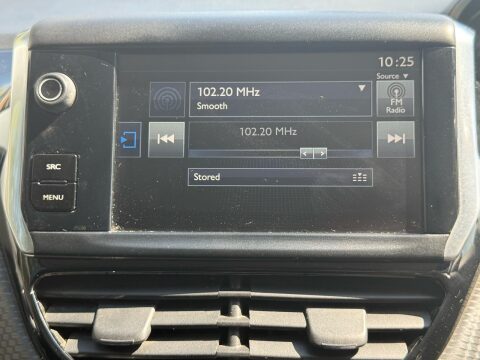 10:25
Source
102.20 MHz
Smooth
FM
Radio
102.20 MHz
SRC
Stored
MENU